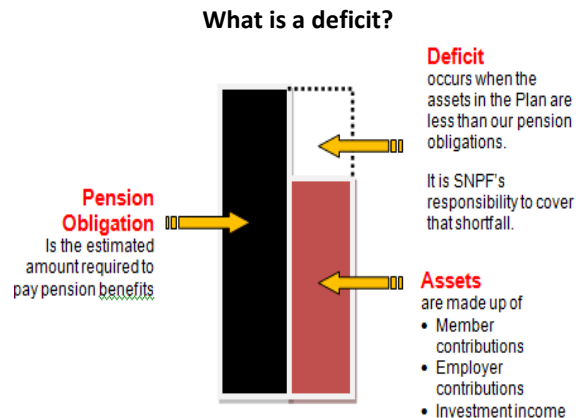 What is a deficit?
Deficit
occurs when the
assets in the Plan are
less than our pension
obligations.
It is SNPF's
responsibility to cover
that shortfall.
Pension
Obligation
Is the estimated
amount required to
pay pension benefits
Assets
are made up of
• Member
contributions
• Employer
contributions
• Investment income